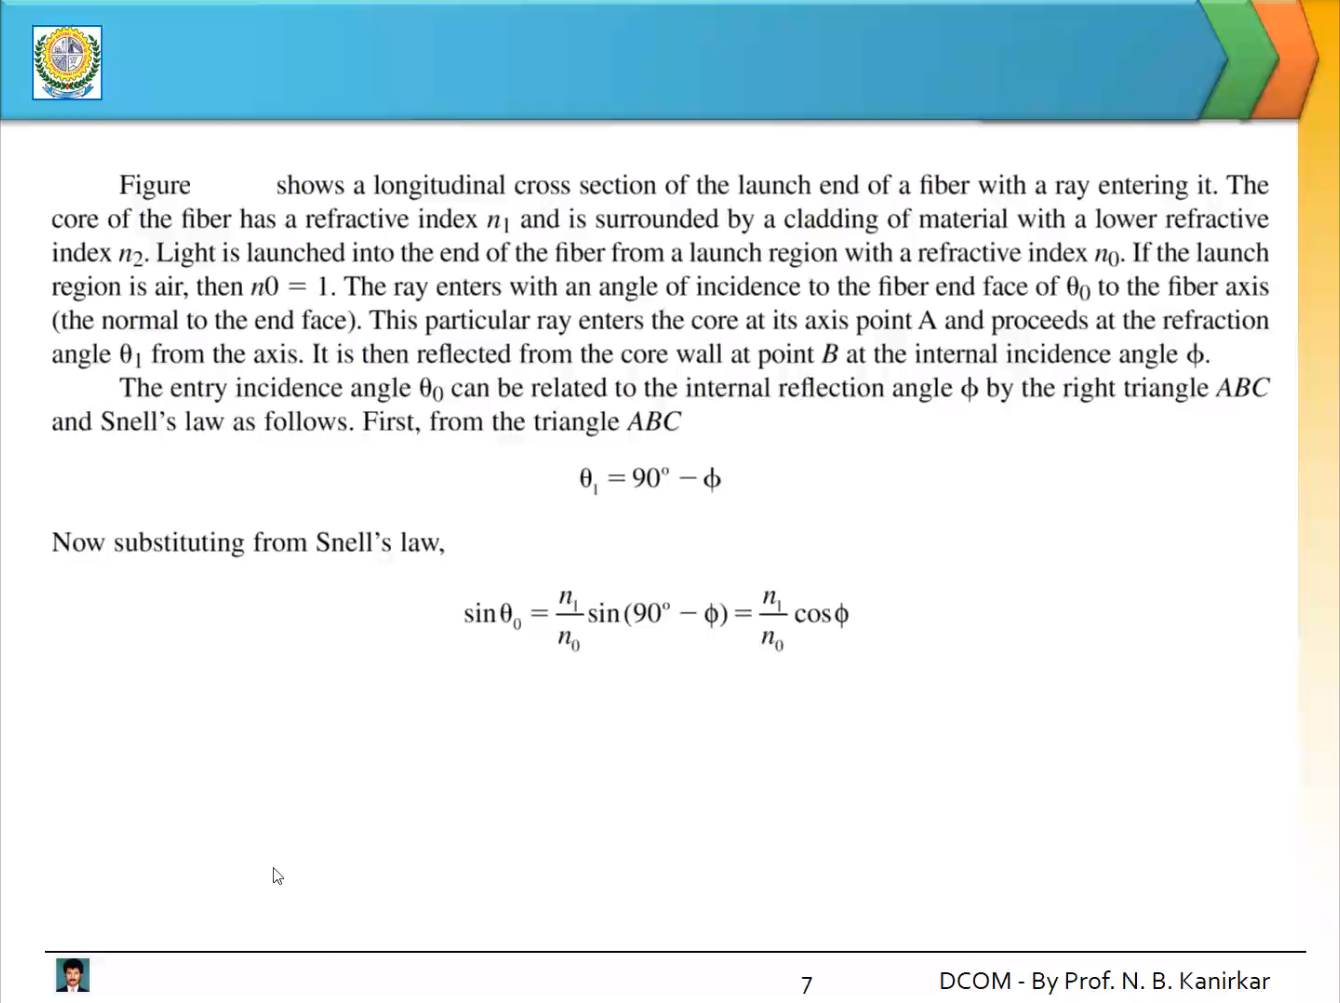 Figure shows a longitudinal cross section of the launch end of a fiber with a ray entering it. The
core of the fiber has a refractive index n₁ and is surrounded by a cladding of material with a lower refractive
index n₂. Light is launched into the end of the fiber from a launch region with a refractive index n₀. If the launch
region is air, then n0 = 1. The ray enters with an angle of incidence to the fiber end face of θ₀ to the fiber axis
(the normal to the end face). This particular ray enters the core at its axis point A and proceeds at the refraction
angle θ₁ from the axis. It is then reflected from the core wall at point B at the internal incidence angle ϕ.
The entry incidence angle θ₀ can be related to the internal reflection angle ϕ by the right triangle ABC
and Snell's law as follows. First, from the triangle ABC
θ₁ = 90° − ϕ
Now substituting from Snell's law,
sin θ₀ = n₁/n₀ sin (90° − ϕ) = n₁/n₀ cos ϕ
7
DCOM - By Prof. N. B. Kanirkar